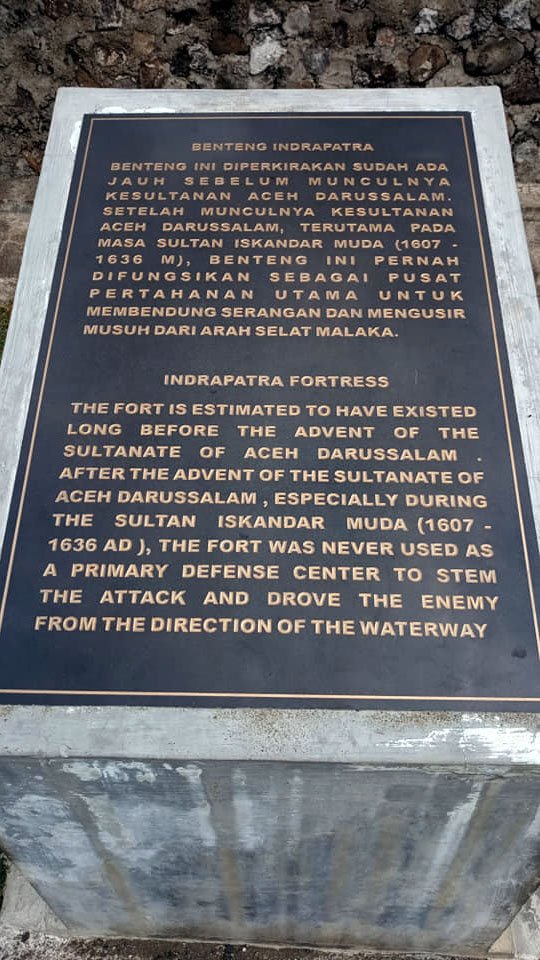 BENTENG INDRAPATRA
BENTENG INI DIPERKIRAKAN SUDAH ADA
JAUH SEBELUM MUNCULNYA
KESULTANAN ACEH DARUSSALAM.
SETELAH MUNCULNYA KESULTANAN
ACEH DARUSSALAM, TERUTAMA PADA
MASA SULTAN ISKANDAR MUDA (1607 -
1636 M), BENTENG INI PERNAH
DIFUNGSIKAN SEBAGAI PUSAT
PERTAHANAN UTAMA UNTUK
MEMBENDUNG SERANGAN DAN MENGUSIR
MUSUH DARI ARAH SELAT MALAKA.
INDRAPATRA FORTRESS
THE FORT IS ESTIMATED TO HAVE EXISTED
LONG BEFORE THE ADVENT OF THE
SULTANATE OF ACEH DARUSSALAM .
AFTER THE ADVENT OF THE SULTANATE OF
ACEH DARUSSALAM , ESPECIALLY DURING
THE SULTAN ISKANDAR MUDA (1607 -
1636 AD ), THE FORT WAS NEVER USED AS
A PRIMARY DEFENSE CENTER TO STEM
THE ATTACK AND DROVE THE ENEMY
FROM THE DIRECTION OF THE WATERWAY